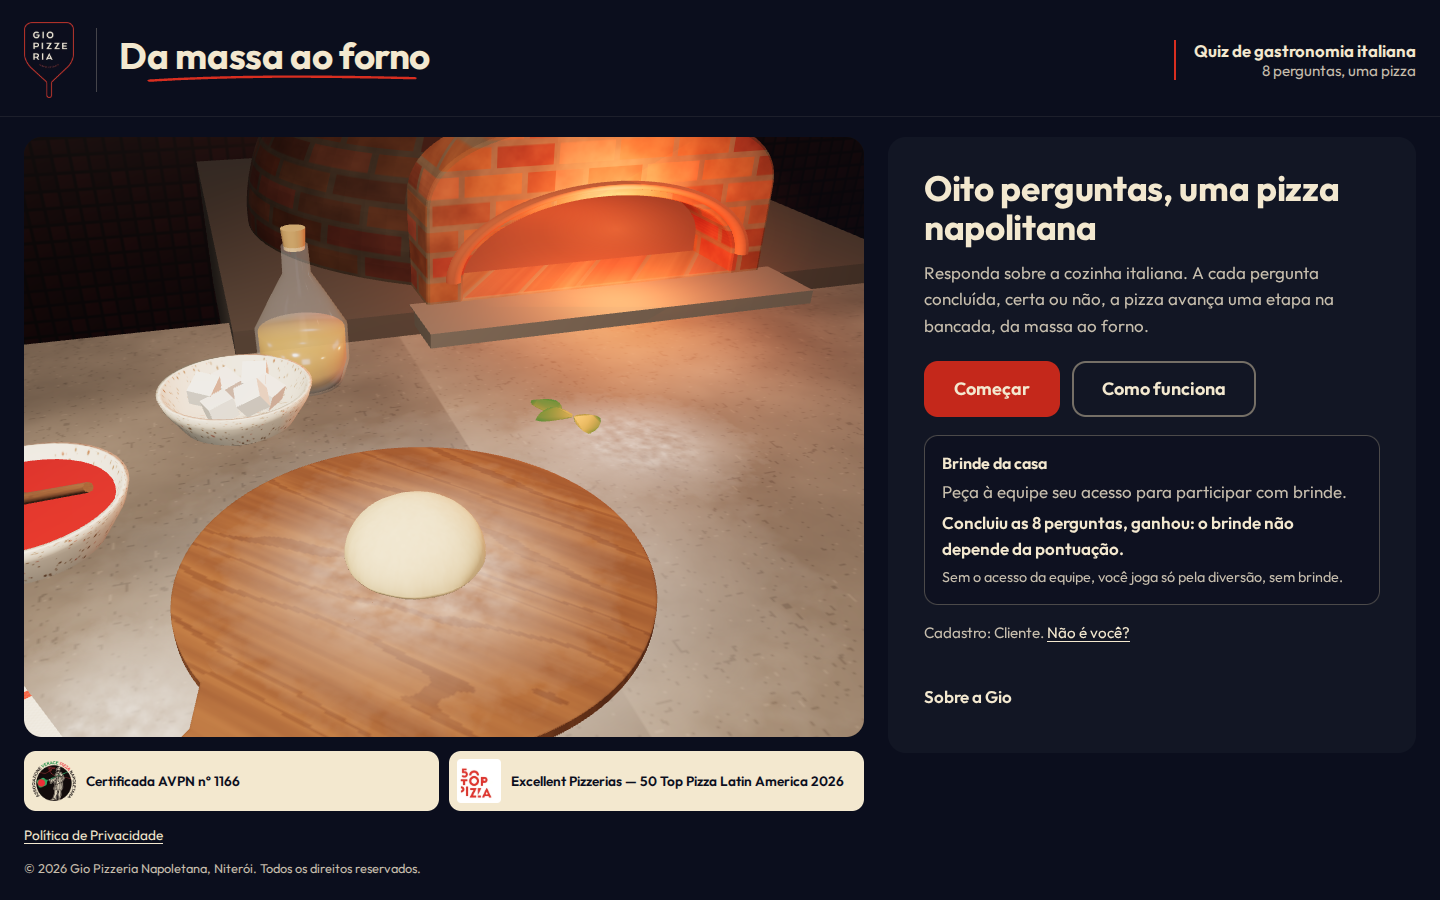 GIO
PIZZE
RIA
Da massa ao forno
Quiz de gastronomia italiana
8 perguntas, uma pizza
Oito perguntas, uma pizza
napolitana
Responda sobre a cozinha italiana. A cada pergunta
concluída, certa ou não, a pizza avança uma etapa na
bancada, da massa ao forno.
Começar
Como funciona
Brinde da casa
Peça à equipe seu acesso para participar com brinde.
Concluiu as 8 perguntas, ganhou: o brinde não
depende da pontuação.
Sem o acesso da equipe, você joga só pela diversão, sem brinde.
Cadastro: Cliente. Não é você?
Sobre a Gio
Certificada AVPN nº 1166
50
TOP
PIZZA
Excellent Pizzerias — 50 Top Pizza Latin America 2026
Política de Privacidade
© 2026 Gio Pizzeria Napoletana, Niterói. Todos os direitos reservados.